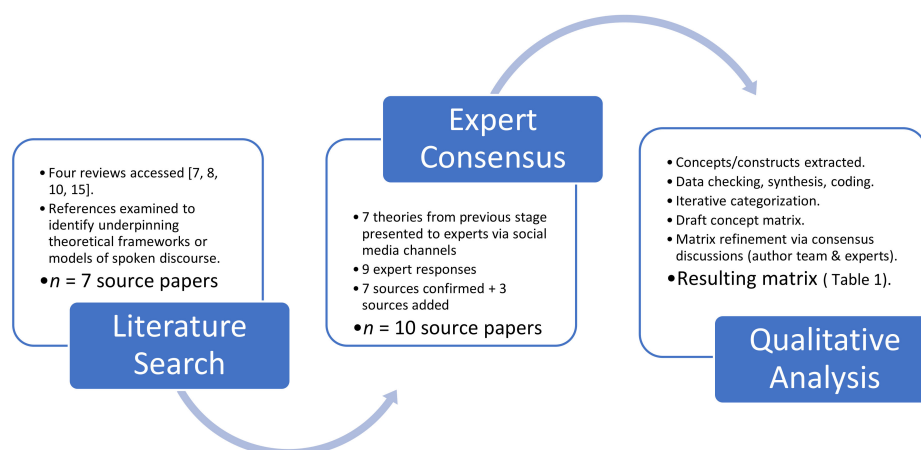 • Four reviews accessed [7, 8,
10, 15].
• References examined to
identify underpinning
theoretical frameworks or
models of spoken discourse.
•n = 7 source papers
Literature
Search
Expert
Consensus
• 7 theories from previous stage
presented to experts via social
media channels
• 9 expert responses
• 7 sources confirmed + 3
sources added
•n = 10 source papers
• Concepts/constructs extracted.
• Data checking, synthesis, coding.
• Iterative categorization.
• Draft concept matrix.
• Matrix refinement via consensus
discussions (author team & experts).
•Resulting matrix ( Table 1).
Qualitative
Analysis